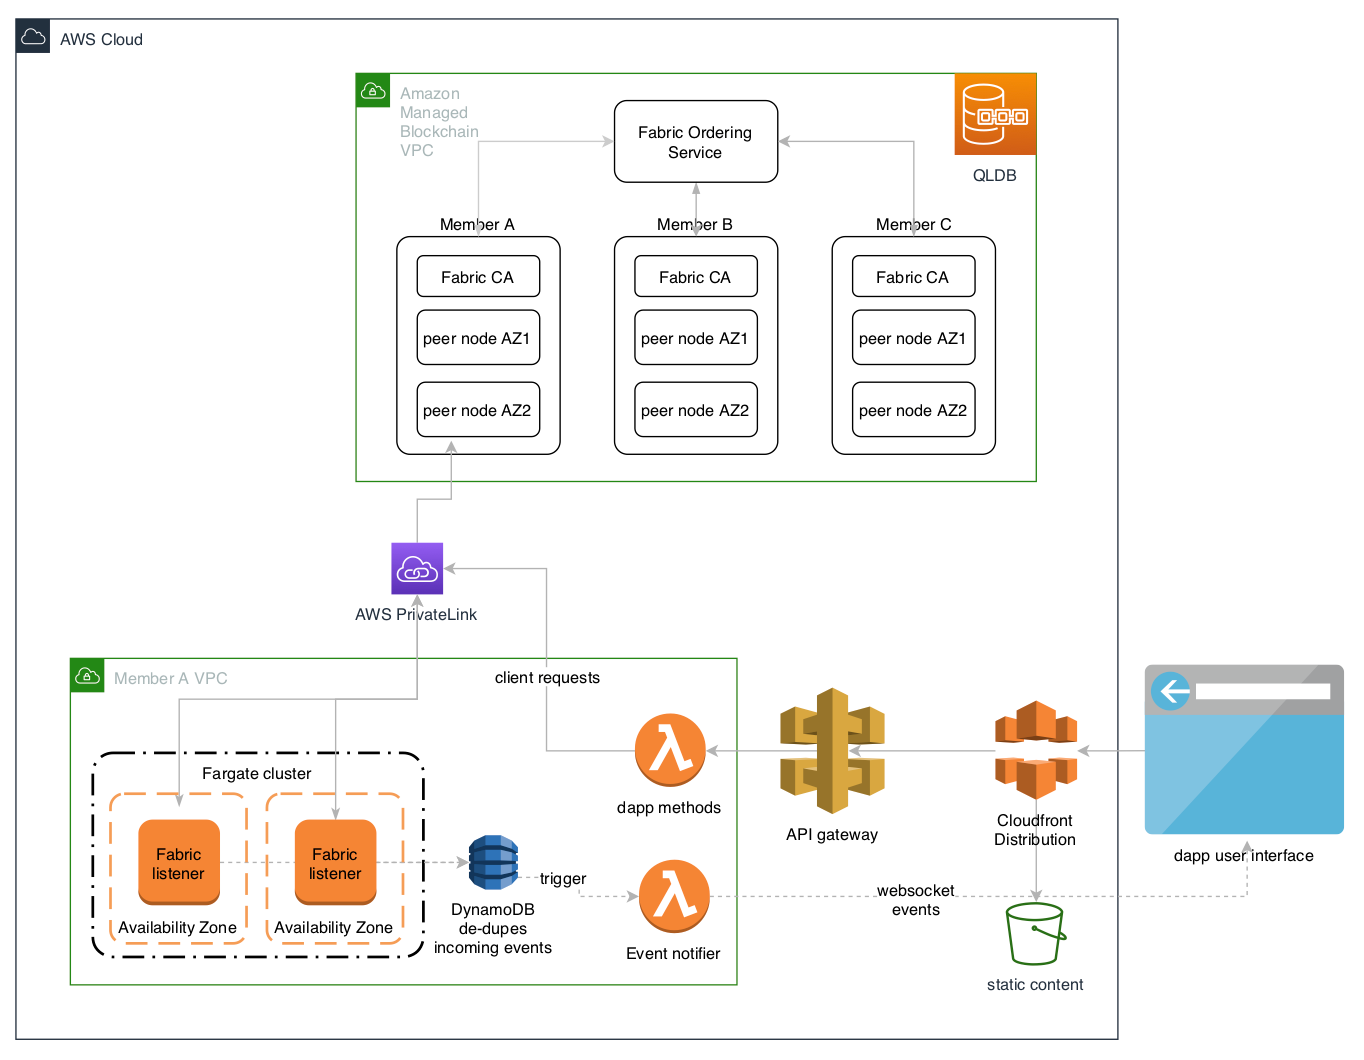 AWS Cloud
Amazon
Managed
Blockchain
VPC
Fabric Ordering
Service
QLDB
Member A
Member B
Member C
Fabric CA
Fabric CA
Fabric CA
peer node AZ1
peer node AZ1
peer node AZ1
peer node AZ2
peer node AZ2
peer node AZ2
AWS PrivateLink
Member A VPC
client requests
Fargate cluster
dapp methods
API gateway
Cloudfront
Distribution
dapp user interface
Fabric
listener
Fabric
listener
Availability Zone
Availability Zone
trigger
DynamoDB
de-dupes
incoming events
Event notifier
websocket
events
static content